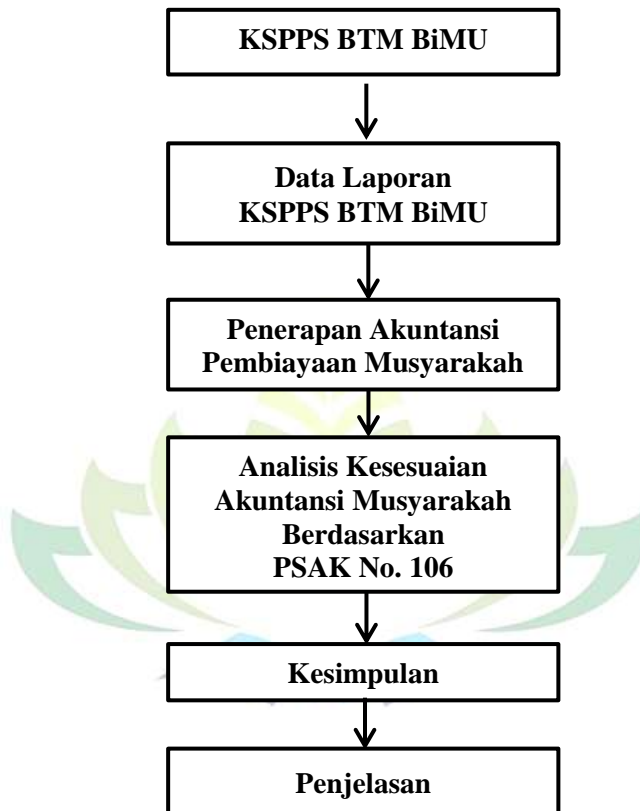 KSPPS BTM BiMU
Data Laporan
KSPPS BTM BiMU
Penerapan Akuntansi
Pembiayaan Musyarakah
Analisis Kesesuaian
Akuntansi Musyarakah
Berdasarkan
PSAK No. 106
Kesimpulan
Penjelasan